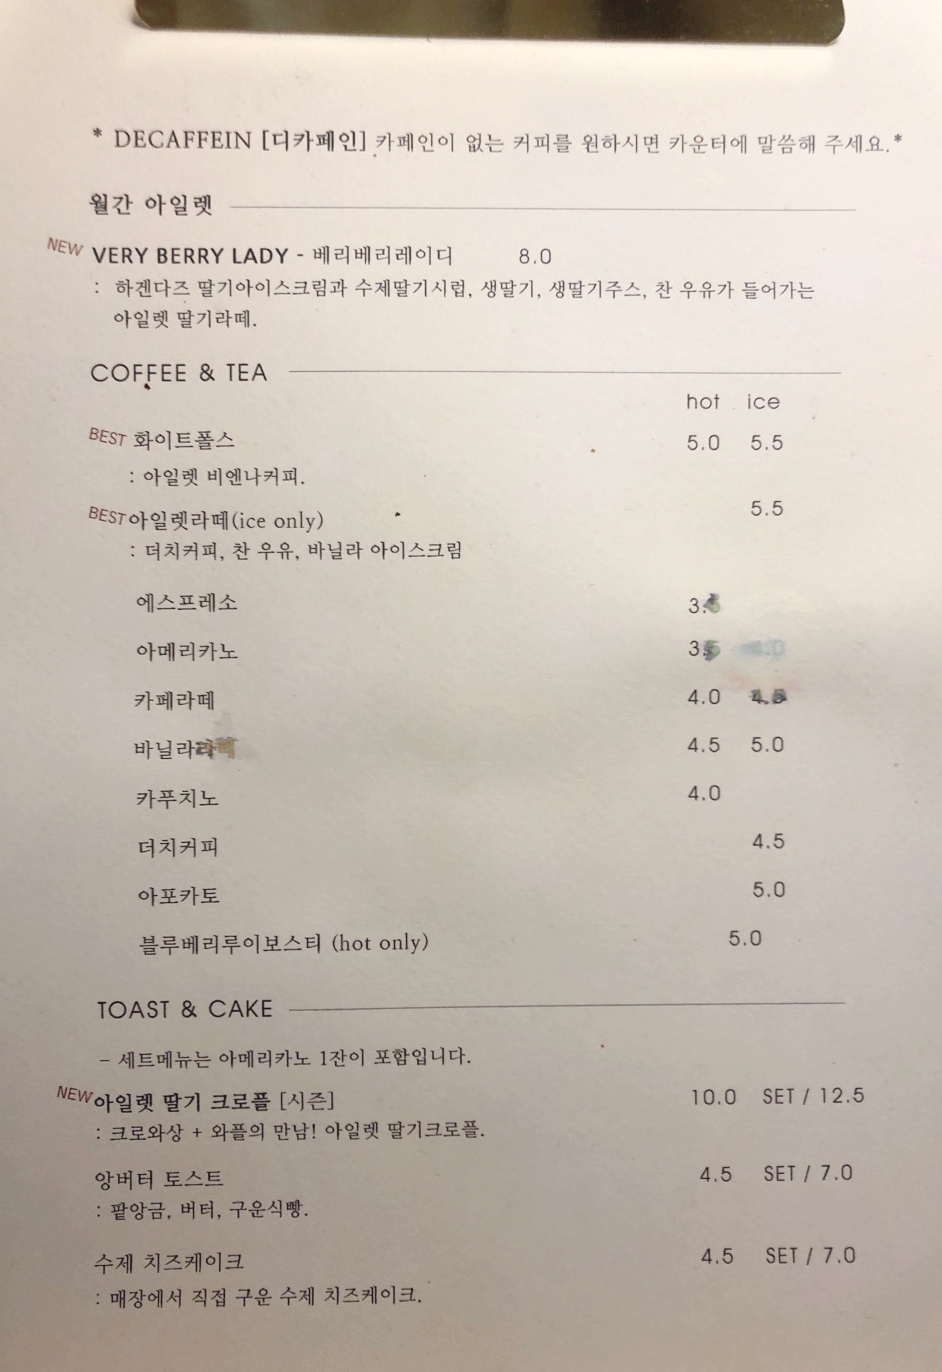 * DECAFFEIN [디카페인] 카페인이 없는 커피를 원하시면 카운터에 말씀해 주세요.*
월간 아일렛
NEW VERY BERRY LADY - 베리베리레이디 8.0
: 하겐다즈 딸기아이스크림과 수제딸기시럽, 생딸기, 생딸기주스, 찬 우유가 들어가는
아일렛 딸기라떼.
COFFEE & TEA
hot ice
BEST 화이트폴스 5.0 5.5
: 아일렛 비엔나커피.
BEST 아일렛라떼(ice only) 5.5
: 더치커피, 찬 우유, 바닐라 아이스크림
에스프레소
아메리카노
카페라떼 4.0 4.5
바닐라라떼 4.5 5.0
카푸치노 4.0
더치커피 4.5
아포카토 5.0
블루베리루이보스티 (hot only) 5.0
TOAST & CAKE
- 세트메뉴는 아메리카노 1잔이 포함입니다.
NEW 아일렛 딸기 크로플 [시즌] 10.0 SET / 12.5
: 크로와상 + 와플의 만남! 아일렛 딸기크로플.
앙버터 토스트 4.5 SET / 7.0
: 팥앙금, 버터, 구운식빵.
수제 치즈케이크 4.5 SET / 7.0
: 매장에서 직접 구운 수제 치즈케이크.